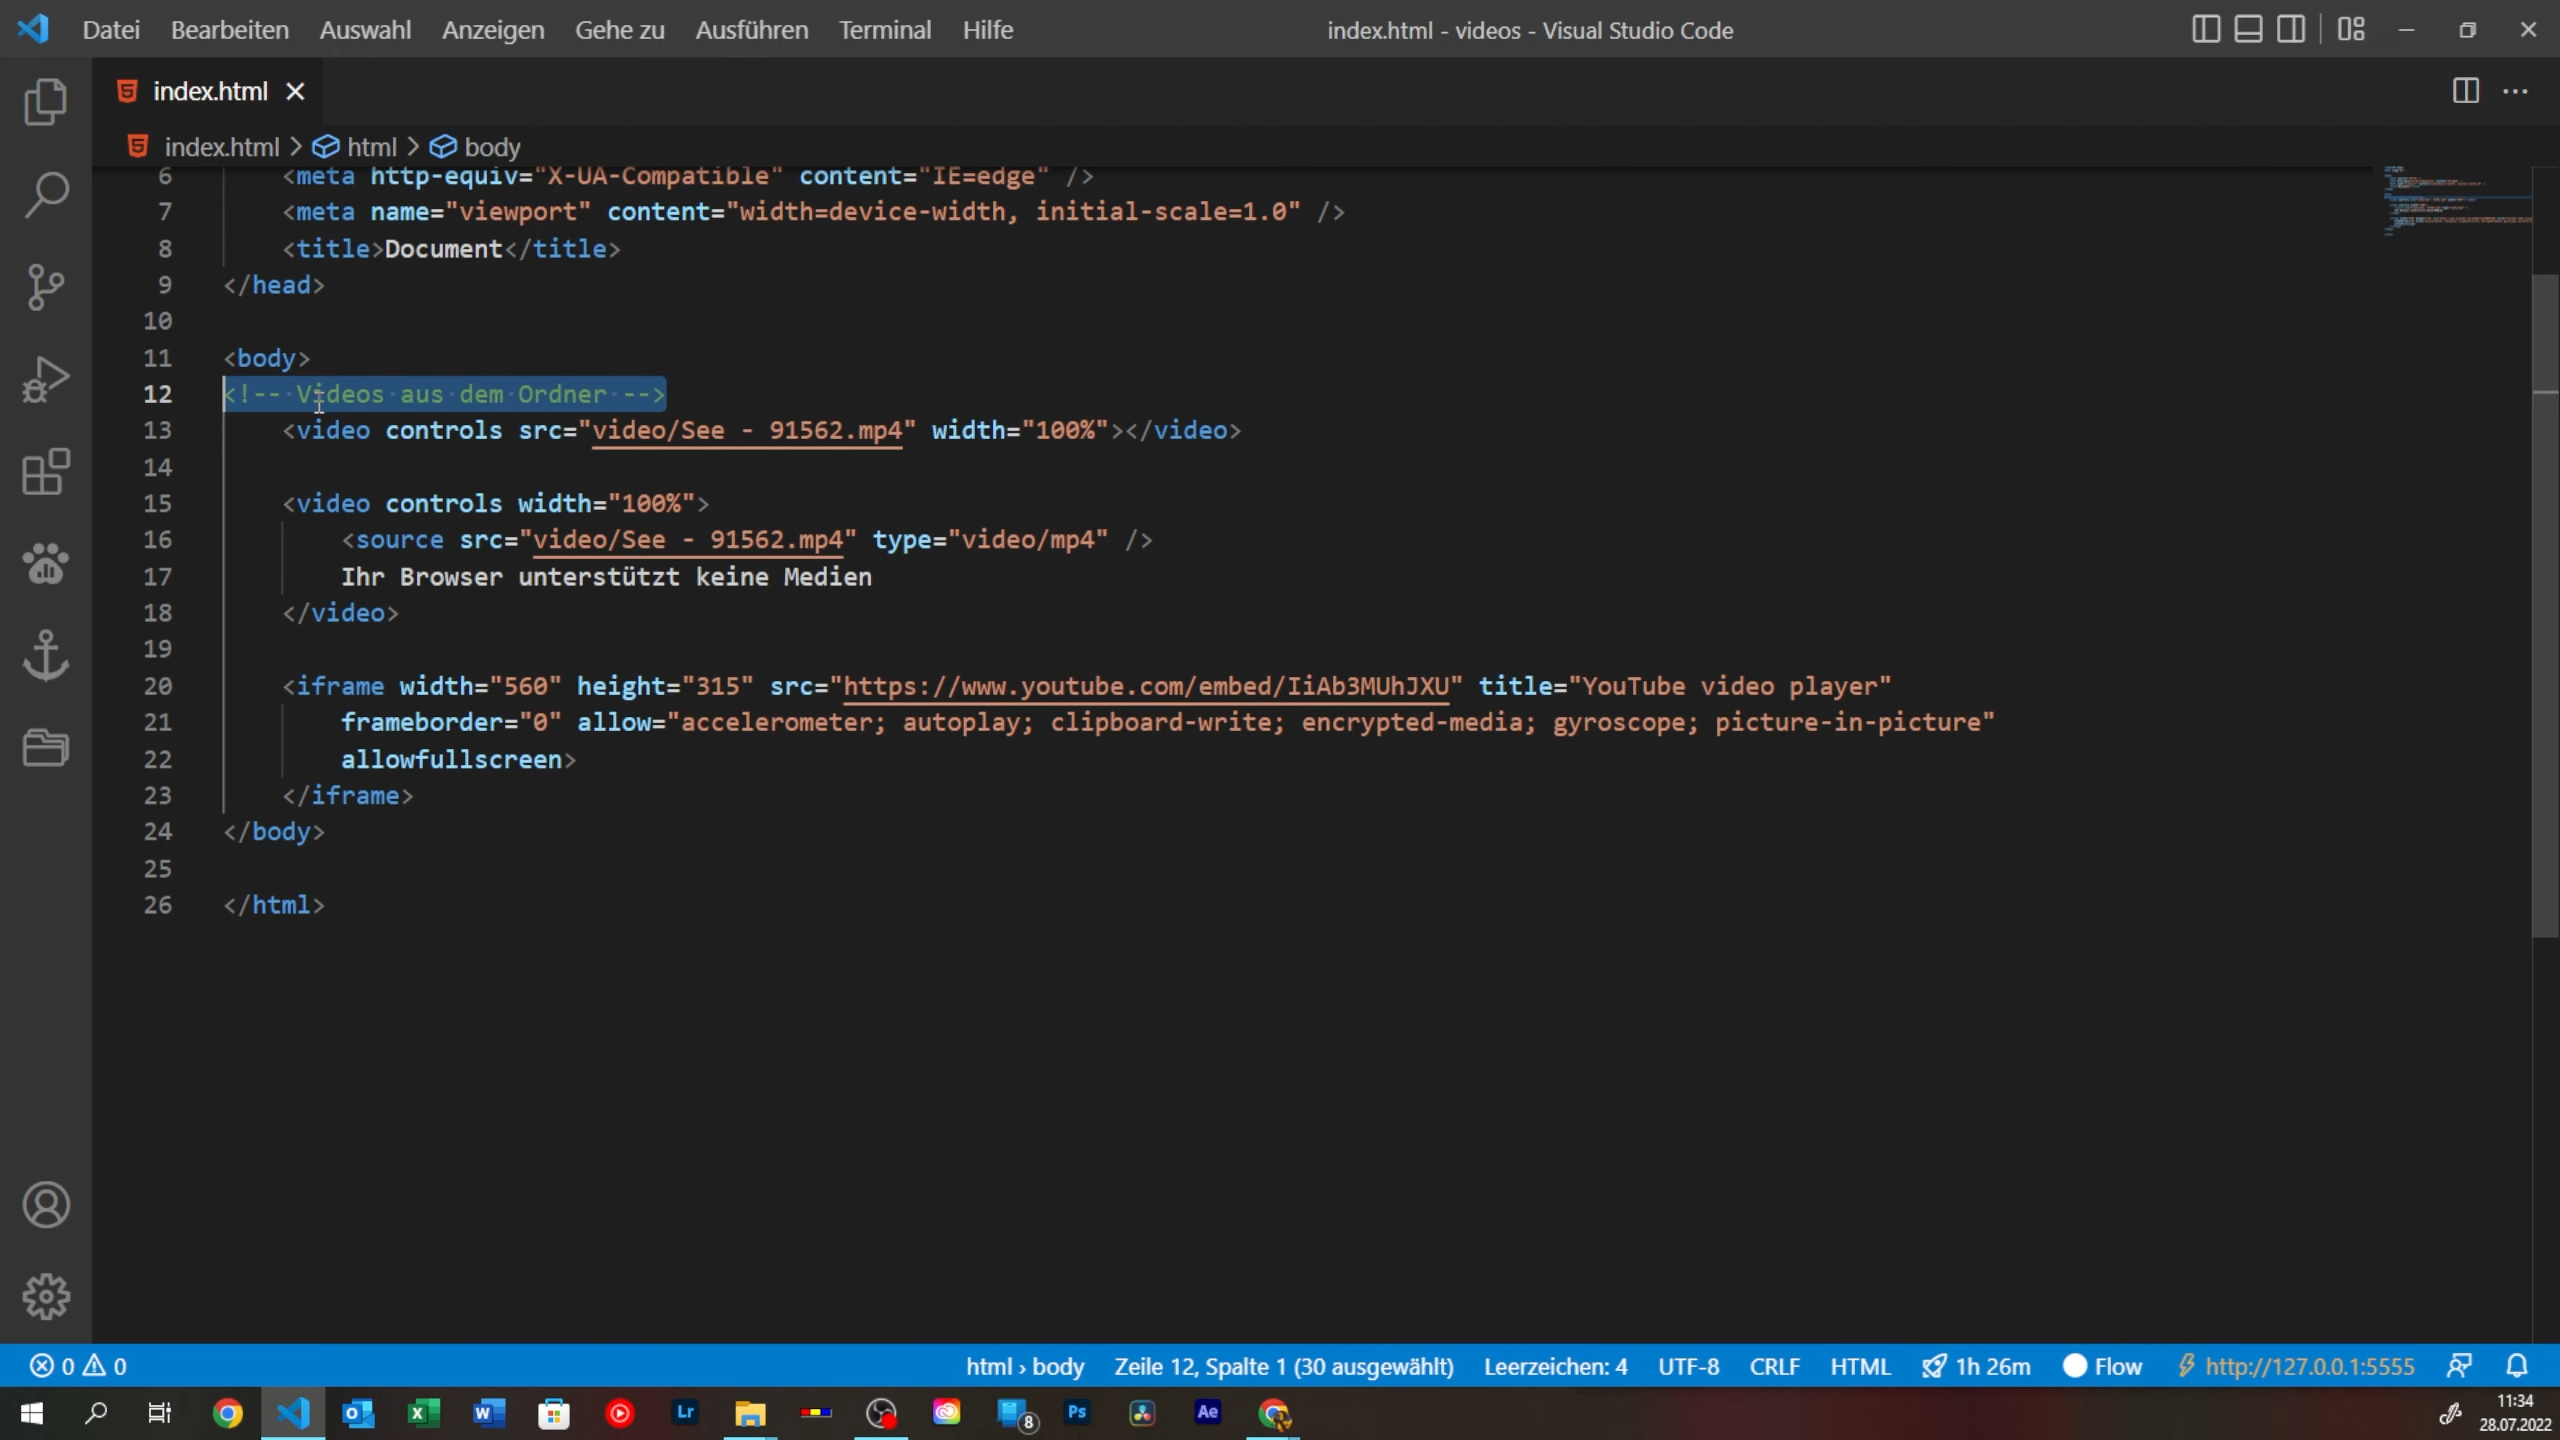 Datei Bearbeiten Auswahl Anzeigen Gehe zu Ausführen Terminal Hilfe index.html - videos - Visual Studio Code
index.html
index.html > html > body
6 <meta http-equiv="X-UA-Compatible" content="IE=edge" />
7 <meta name="viewport" content="width=device-width, initial-scale=1.0" />
8 <title>Document</title>
9 </head>
10
11 <body>
12 <!-- Videos aus dem Ordner -->
13 <video controls src="video/See - 91562.mp4" width="100%"></video>
14
15 <video controls width="100%">
16 <source src="video/See - 91562.mp4" type="video/mp4" />
17 Ihr Browser unterstützt keine Medien
18 </video>
19
20 <iframe width="560" height="315" src="https://www.youtube.com/embed/IiAb3MUhJXU" title="YouTube video player"
21 frameborder="0" allow="accelerometer; autoplay; clipboard-write; encrypted-media; gyroscope; picture-in-picture"
22 allowfullscreen>
23 </iframe>
24 </body>
25
26 </html>
0 0 html › body Zeile 12, Spalte 1 (30 ausgewählt) Leerzeichen: 4 UTF-8 CRLF HTML 1h 26m Flow http://127.0.0.1:5555
Lr 8 Ps Ae 11:34
28.07.2022